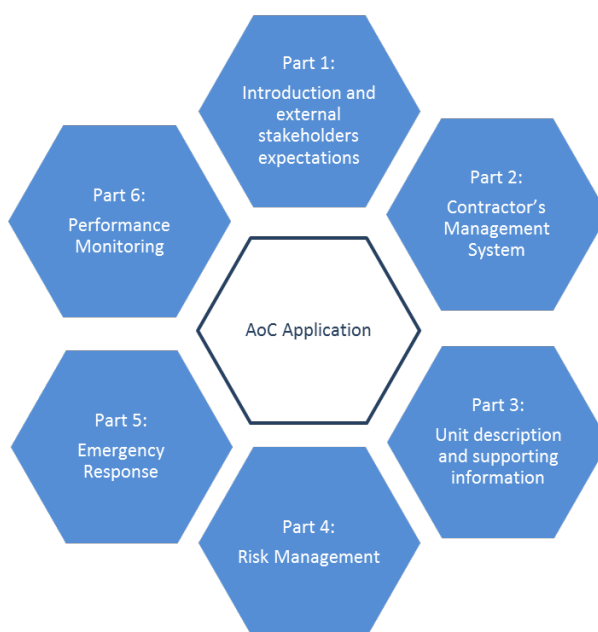 Part 1:
Introduction and
external
stakeholders
expectations
Part 2:
Contractor’s
Management
System
Part 3:
Unit description
and supporting
information
Part 4:
Risk Management
Part 5:
Emergency
Response
Part 6:
Performance
Monitoring
AoC Application